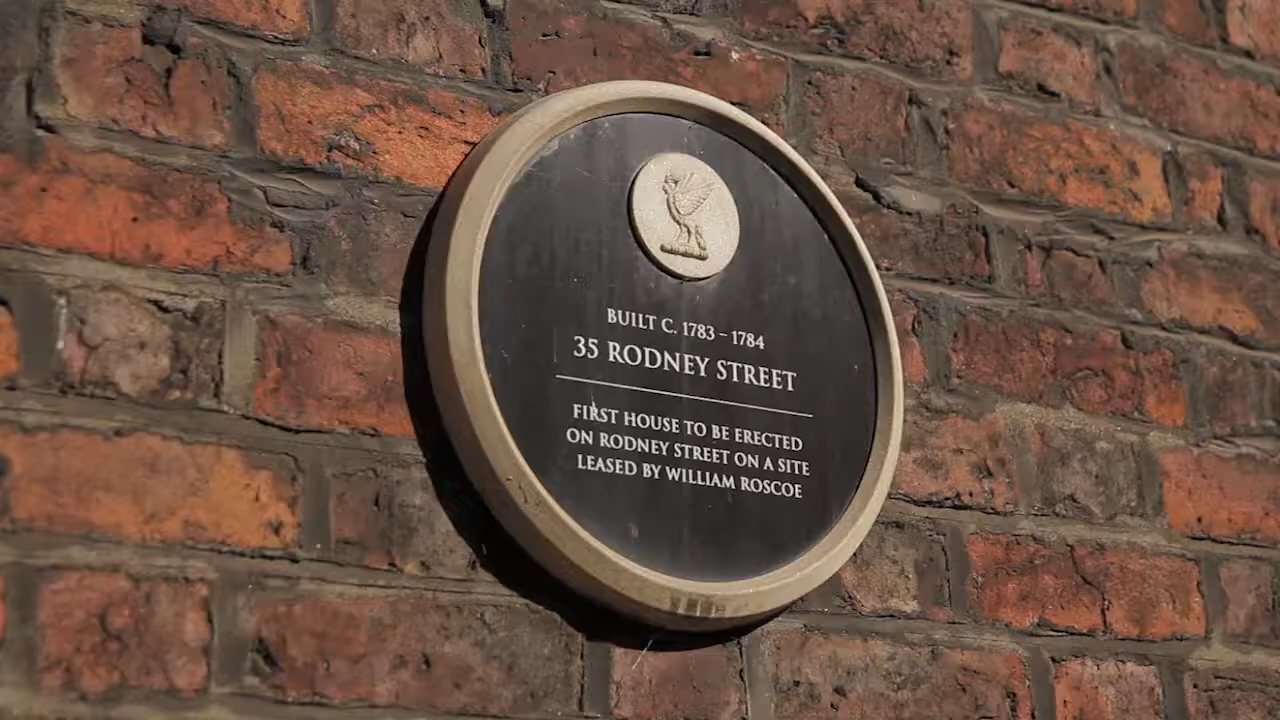 BUILT C. 1783 – 1784
35 RODNEY STREET
FIRST HOUSE TO BE ERECTED
ON RODNEY STREET ON A SITE
LEASED BY WILLIAM ROSCOE